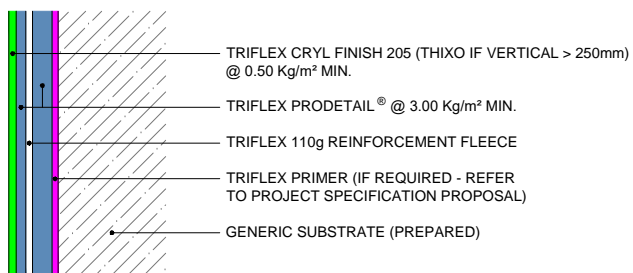 TRIFLEX CRYL FINISH 205 (THIXO IF VERTICAL > 250mm)
@ 0.50 Kg/m² MIN.
TRIFLEX PRODETAIL® @ 3.00 Kg/m² MIN.
TRIFLEX 110g REINFORCEMENT FLEECE
TRIFLEX PRIMER (IF REQUIRED - REFER
TO PROJECT SPECIFICATION PROPOSAL)
GENERIC SUBSTRATE (PREPARED)